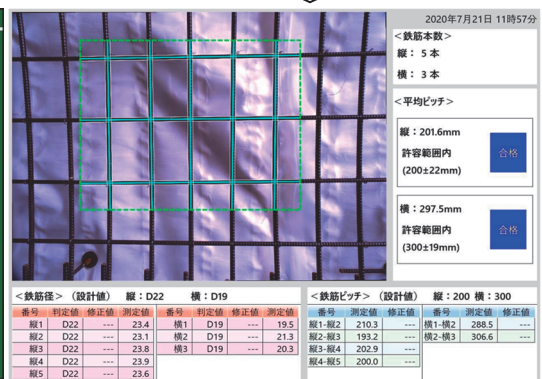 2020年7月21日 11時57分
<鉄筋本数>
縦： 5 本
横： 3 本
<平均ピッチ>
縦：201.6mm
許容範囲内
(200±22mm)
合格
横：297.5mm
許容範囲内
(300±19mm)
合格
<鉄筋径> （設計値） 縦：D22 横：D19
番号 判定値 修正値 測定値 番号 判定値 修正値 測定値
縦1 D22 --- 23.4 横1 D19 --- 19.5
縦2 D22 --- 23.1 横2 D19 --- 21.3
縦3 D22 --- 23.8 横3 D19 --- 20.3
縦4 D22 --- 23.9
縦5 D22 --- 23.6
<鉄筋ピッチ> （設計値） 縦：200 横：300
番号 測定値 修正値 番号 測定値 修正値
縦1-縦2 210.3 --- 横1-横2 288.5 ---
縦2-縦3 193.2 --- 横2-横3 306.6 ---
縦3-縦4 202.9 ---
縦4-縦5 200.0 ---